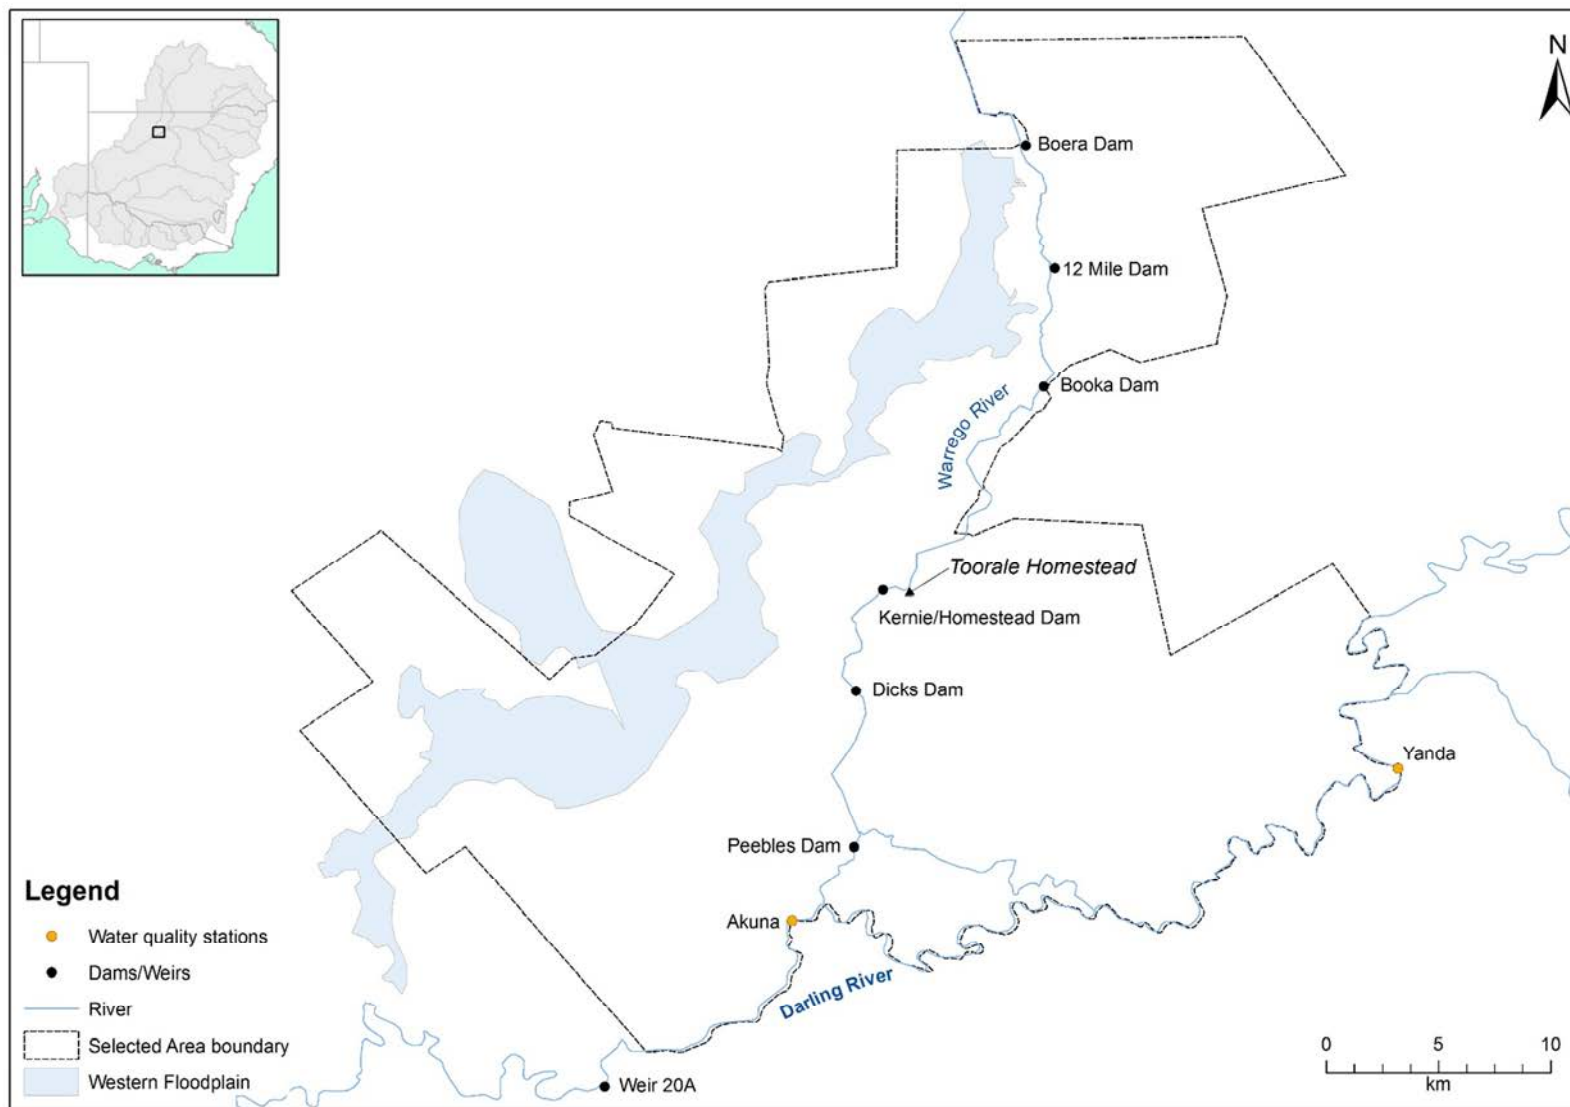 N
Boera Dam
12 Mile Dam
Booka Dam
Warrego River
Toorale Homestead
Kernie/Homestead Dam
Dicks Dam
Yanda
Peebles Dam
Akuna
Darling River
Weir 20A
Legend
Water quality stations
Dams/Weirs
River
Selected Area boundary
Western Floodplain
0 5 10
km